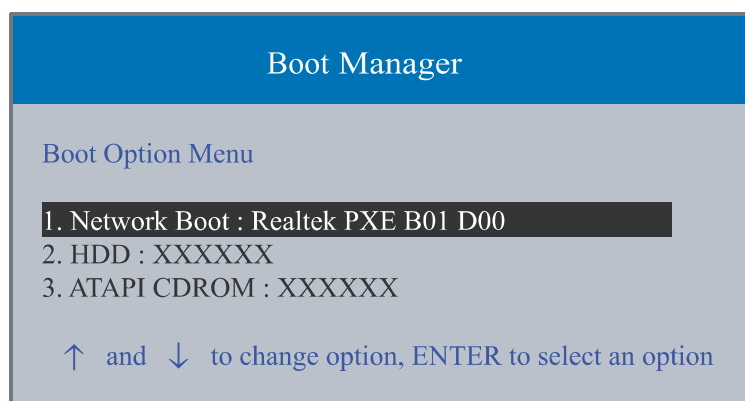 Boot Manager
Boot Option Menu
1. Network Boot : Realtek PXE B01 D00
2. HDD : XXXXXX
3. ATAPI CDROM : XXXXXX
↑ and ↓ to change option, ENTER to select an option